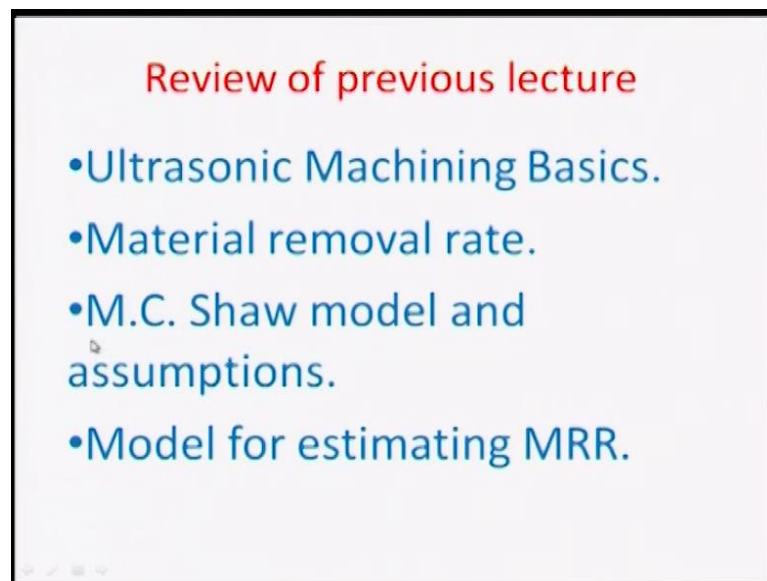 Review of previous lecture
•Ultrasonic Machining Basics.
•Material removal rate.
•M.C. Shaw model and
assumptions.
•Model for estimating MRR.